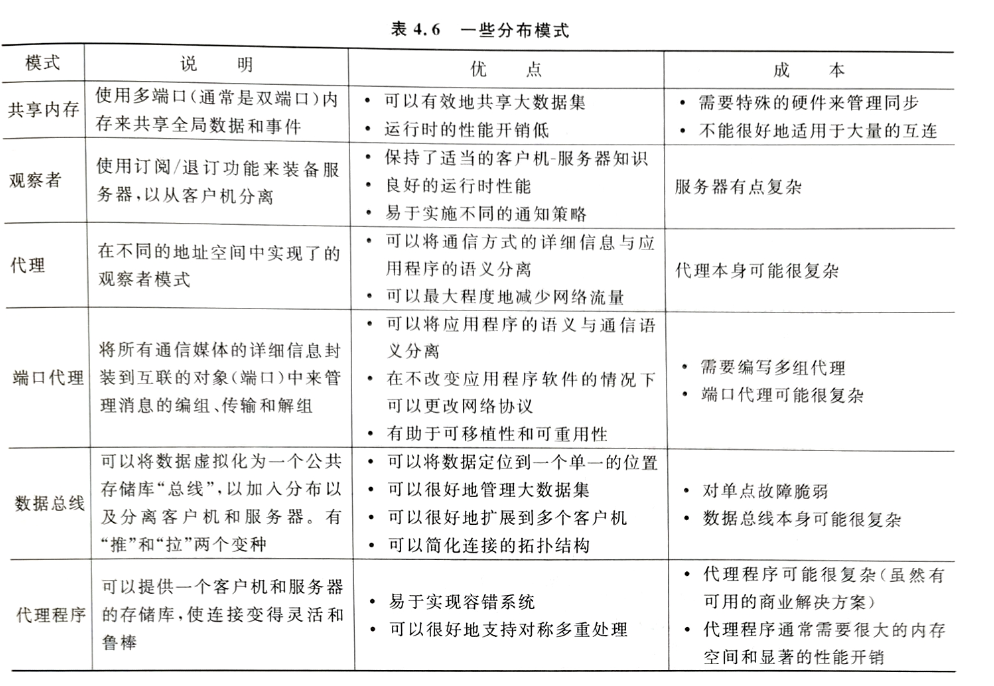 表 4.6 一些分布模式
模式 说 明 优 点 成 本
共享内存
使用多端口(通常是双端口)内
存来共享全局数据和事件
• 可以有效地共享大数据集
• 运行时的性能开销低
• 需要特殊的硬件来管理同步
• 不能很好地适用于大量的互连
观察者
使用订阅/退订功能来装备服
务器,以从客户机分离
• 保持了适当的客户机-服务器知识
• 良好的运行时性能
• 易于实施不同的通知策略
服务器有点复杂
代理
在不同的地址空间中实现了的
观察者模式
• 可以将通信方式的详细信息与应
用程序的语义分离
• 可以最大程度地减少网络流量
代理本身可能很复杂
端口代理
将所有通信媒体的详细信息封
装到互联的对象(端口)中来管
理消息的编组、传输和解组
• 可以将应用程序的语义与通信语
义分离
• 在不改变应用程序软件的情况下
可以更改网络协议
• 有助于可移植性和可重用性
• 需要编写多组代理
• 端口代理可能很复杂
数据总线
可以将数据虚拟化为一个公共
存储库“总线”,以加入分布以
及分离客户机和服务器。有
“推”和“拉”两个变种
• 可以将数据定位到一个单一的位置
• 可以很好地管理大数据集
• 可以很好地扩展到多个客户机
• 可以简化连接的拓扑结构
• 对单点故障脆弱
• 数据总线本身可能很复杂
代理程序
可以提供一个客户机和服务器
的存储库,使连接变得灵活和
鲁棒
• 易于实现容错系统
• 可以很好地支持对称多重处理
• 代理程序可能很复杂(虽然有
可用的商业解决方案)
• 代理程序通常需要很大的内存
空间和显著的性能开销